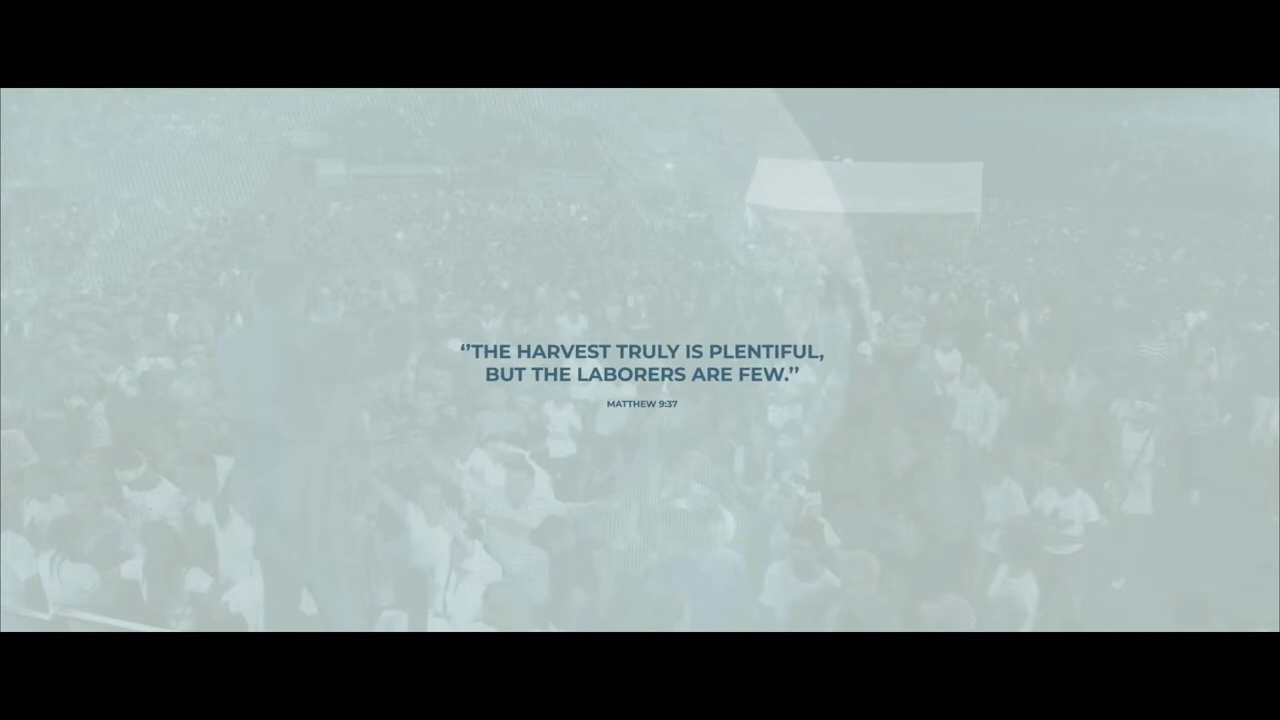 ‘’THE HARVEST TRULY IS PLENTIFUL,
BUT THE LABORERS ARE FEW.’’
MATTHEW 9:37